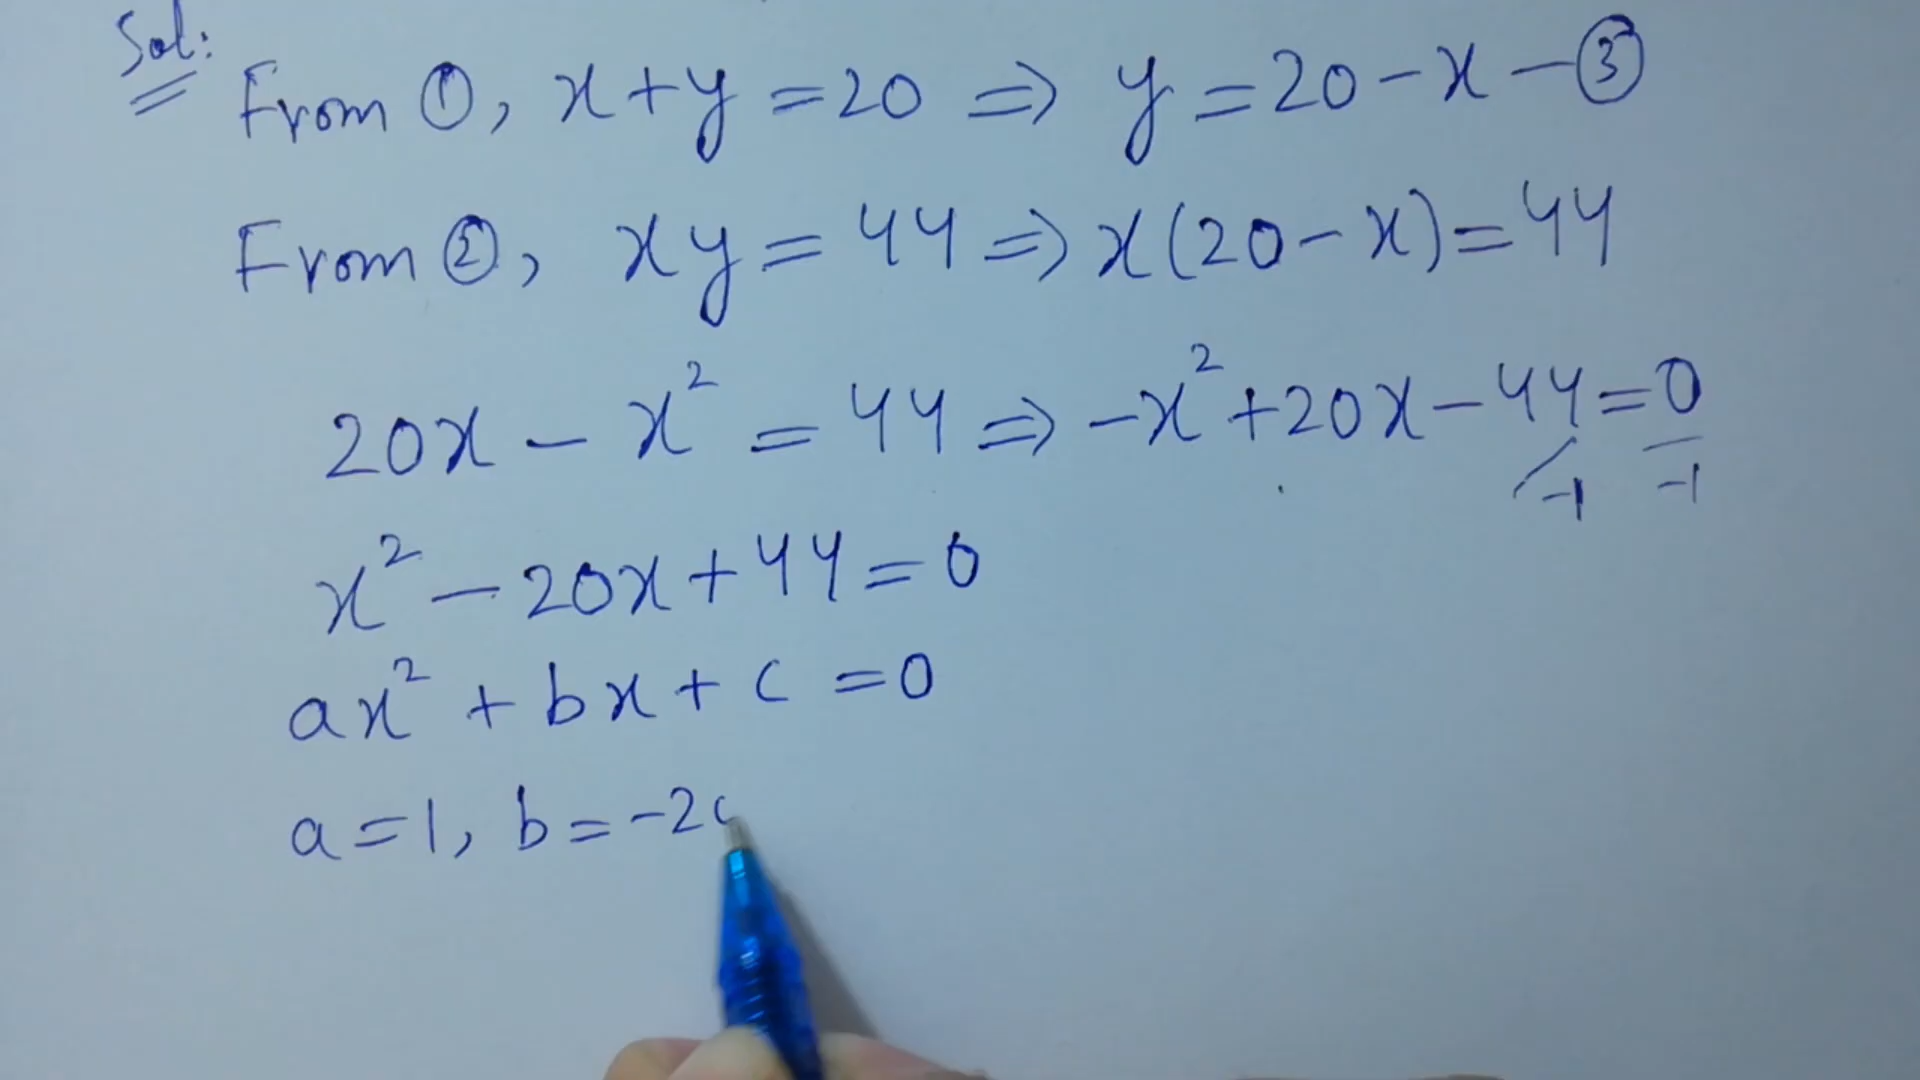 Sol:
From ①, x+y=20 ⇒ y=20-x-③
From ②, xy=44 ⇒ x(20-x)=44
20x-x²=44 ⇒ -x²+20x-44=0
-1 -1
x²-20x+44=0
ax²+bx+c=0
a=1, b=-20